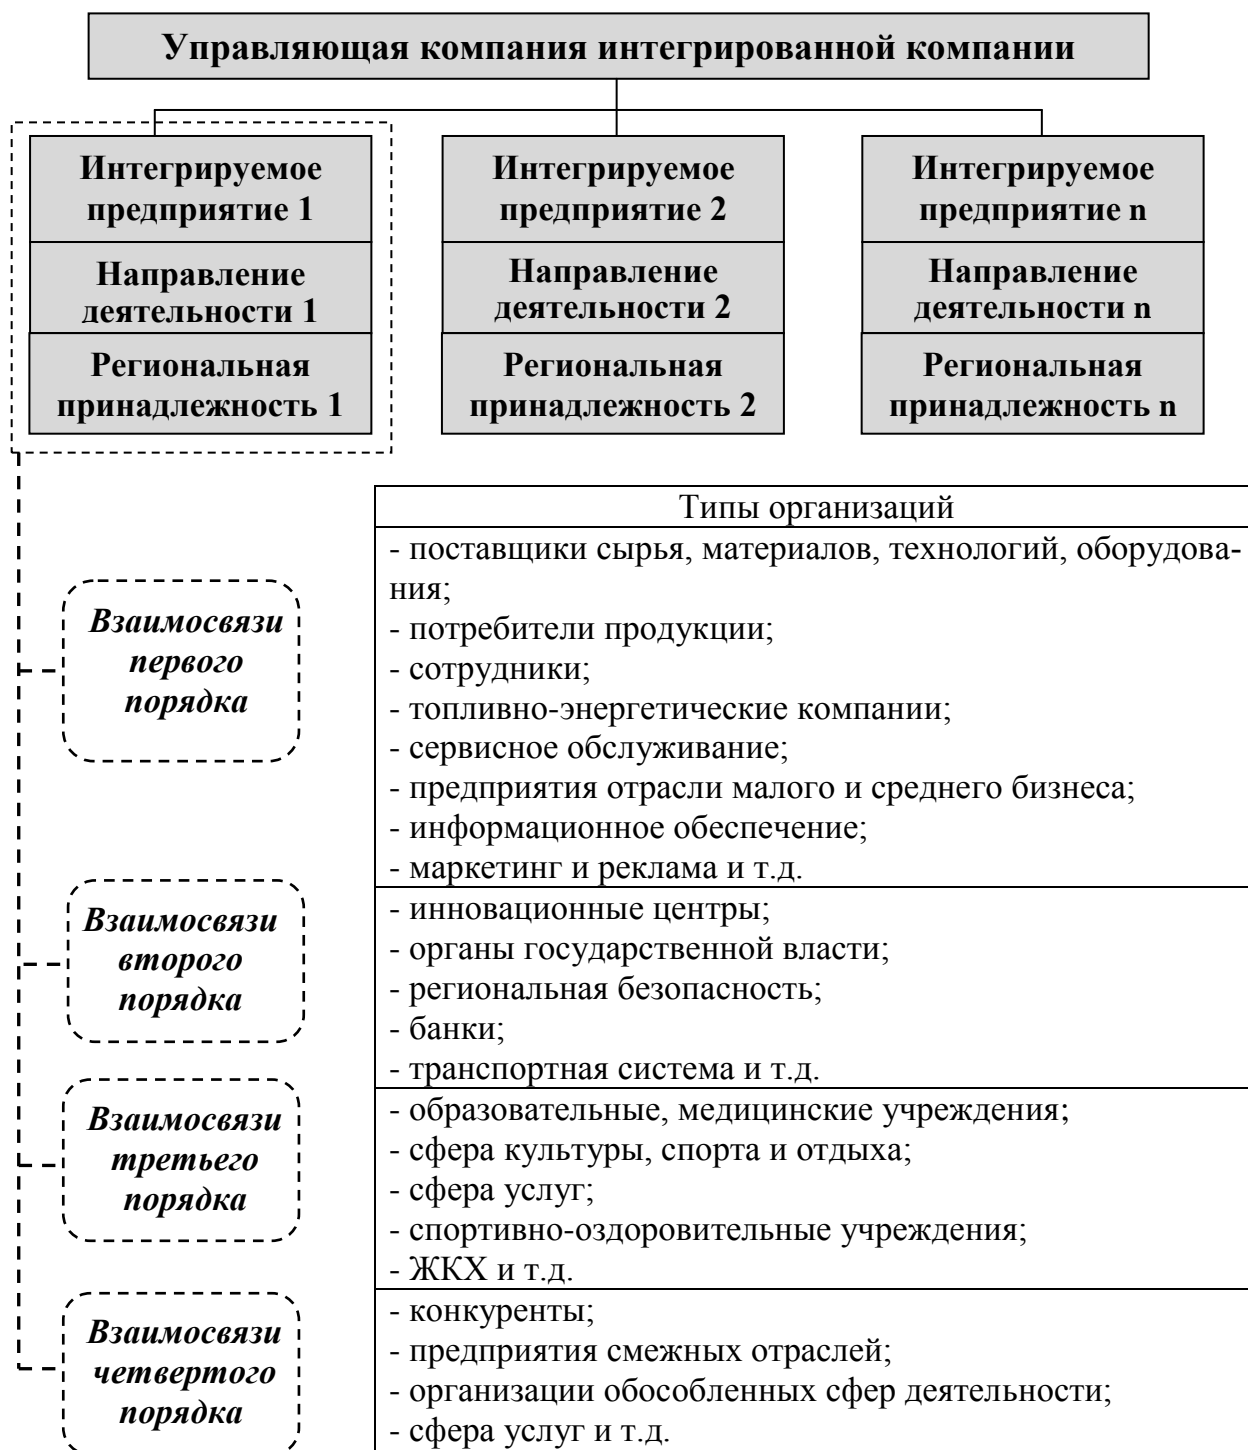 Управляющая компания интегрированной компании
Интегрируемое
предприятие 1
Направление
деятельности 1
Региональная
принадлежность 1
Интегрируемое
предприятие 2
Направление
деятельности 2
Региональная
принадлежность 2
Интегрируемое
предприятие n
Направление
деятельности n
Региональная
принадлежность n
Типы организаций
Взаимосвязи
первого
порядка
- поставщики сырья, материалов, технологий, оборудова-
ния;
- потребители продукции;
- сотрудники;
- топливно-энергетические компании;
- сервисное обслуживание;
- предприятия отрасли малого и среднего бизнеса;
- информационное обеспечение;
- маркетинг и реклама и т.д.
Взаимосвязи
второго
порядка
- инновационные центры;
- органы государственной власти;
- региональная безопасность;
- банки;
- транспортная система и т.д.
Взаимосвязи
третьего
порядка
- образовательные, медицинские учреждения;
- сфера культуры, спорта и отдыха;
- сфера услуг;
- спортивно-оздоровительные учреждения;
- ЖКХ и т.д.
Взаимосвязи
четвертого
порядка
- конкуренты;
- предприятия смежных отраслей;
- организации обособленных сфер деятельности;
- сфера услуг и т.д.